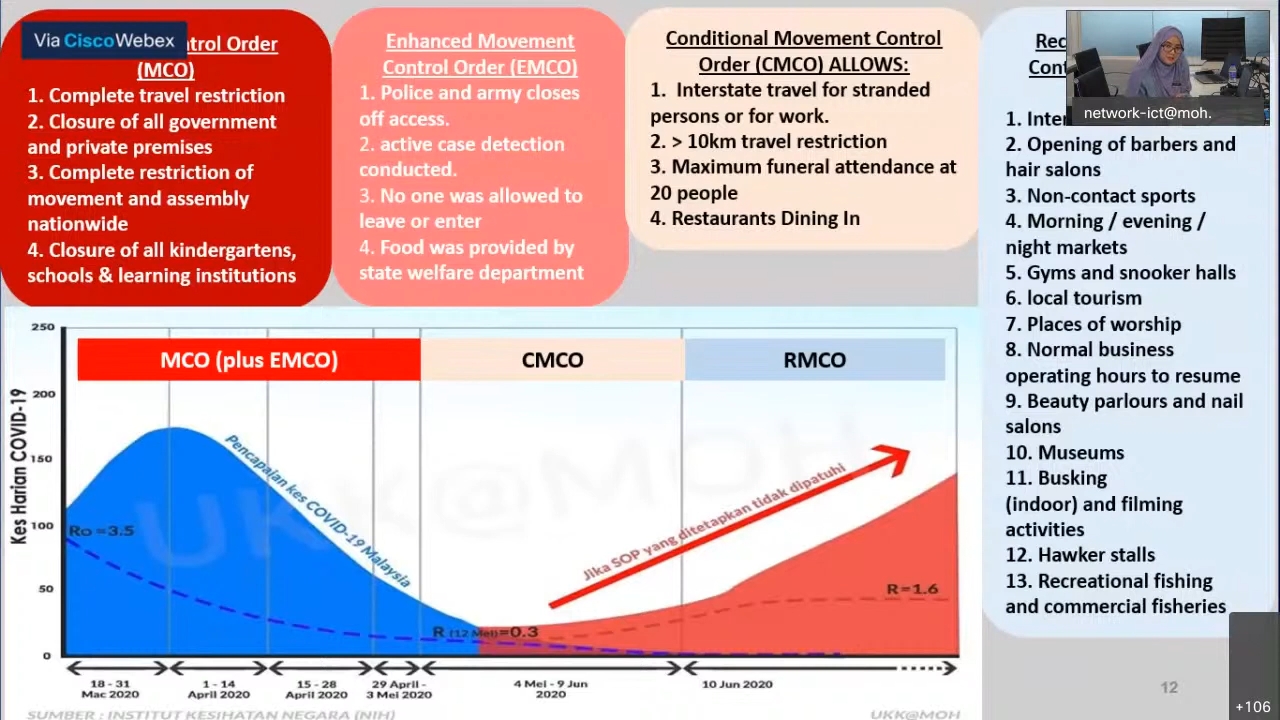 Via Cisco Webex
ntrol Order
(MCO)
1. Complete travel restriction
2. Closure of all government
and private premises
3. Complete restriction of
movement and assembly
nationwide
4. Closure of all kindergartens,
schools & learning institutions
Enhanced Movement
Control Order (EMCO)
1. Police and army closes
off access.
2. active case detection
conducted.
3. No one was allowed to
leave or enter
4. Food was provided by
state welfare department
Conditional Movement Control
Order (CMCO) ALLOWS:
1. Interstate travel for stranded
persons or for work.
2. > 10km travel restriction
3. Maximum funeral attendance at
20 people
4. Restaurants Dining In
Rec
Cont
network-ict@moh.
1. Inter
2. Opening of barbers and
hair salons
3. Non-contact sports
4. Morning / evening /
night markets
5. Gyms and snooker halls
6. local tourism
7. Places of worship
8. Normal business
operating hours to resume
9. Beauty parlours and nail
salons
10. Museums
11. Busking
(indoor) and filming
activities
12. Hawker stalls
13. Recreational fishing
and commercial fisheries
MCO (plus EMCO)
CMCO
RMCO
Kes Harian COVID-19
250
200
150
100
50
0
Pencapaian kes COVID-19 Malaysia
Jika SOP yang ditetapkan tidak dipatuhi
UKK@MOH
Ro =3.5
R (12 Mei)=0.3
R=1.6
18 - 31
Mac 2020
1 - 14
April 2020
15 - 28
April 2020
29 April -
3 Mei 2020
4 Mei - 9 Jun
2020
10 Jun 2020
SUMBER : INSTITUT KESIHATAN NEGARA (NIH)
UKK@MOH
12
+106